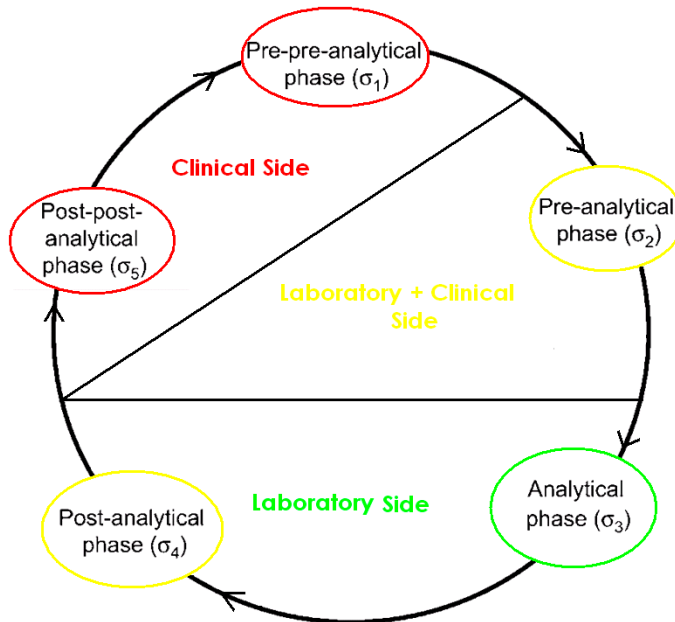 Pre-pre-analytical
phase (σ₁)
Clinical Side
Post-post-
analytical
phase (σ₅)
Pre-analytical
phase (σ₂)
Laboratory + Clinical
Side
Laboratory Side
Analytical
phase (σ₃)
Post-analytical
phase (σ₄)